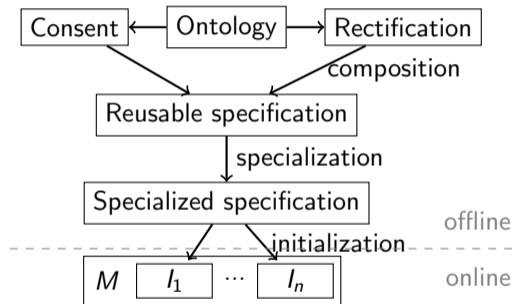 Consent Ontology Rectification
composition
Reusable specification
specialization
Specialized specification
offline
initialization
M I1 ... In
online